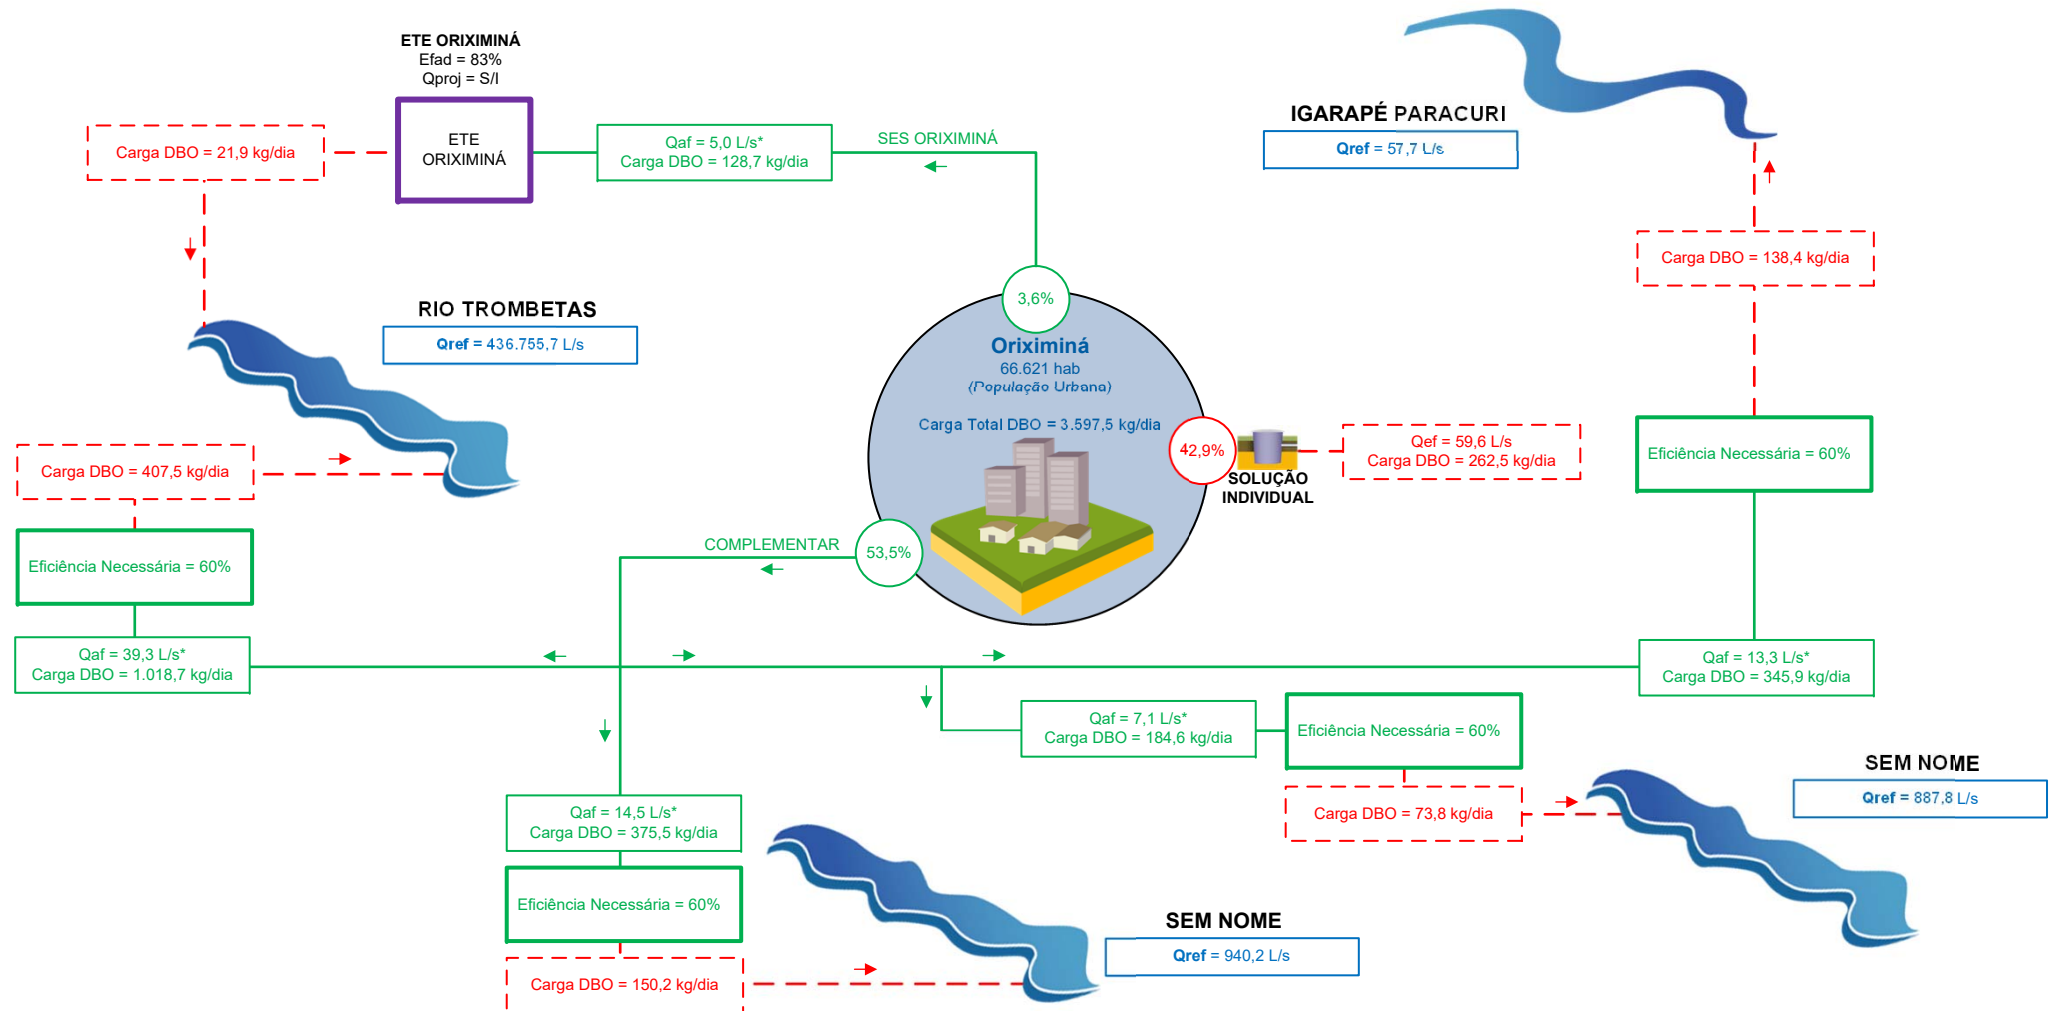 ETE ORIXIMINÁ
Efad = 83%
Qproj = S/I
ETE
ORIXIMINÁ
Carga DBO = 21,9 kg/dia
Qaf = 5,0 L/s*
Carga DBO = 128,7 kg/dia
SES ORIXIMINÁ
IGARAPÉ PARACURI
Qref = 57,7 L/s
Carga DBO = 138,4 kg/dia
RIO TROMBETAS
Qref = 436.755,7 L/s
3,6%
Oriximiná
66.621 hab
(População Urbana)
Carga Total DBO = 3.597,5 kg/dia
42,9%
SOLUÇÃO
INDIVIDUAL
Qef = 59,6 L/s
Carga DBO = 262,5 kg/dia
Eficiência Necessária = 60%
Carga DBO = 407,5 kg/dia
Eficiência Necessária = 60%
COMPLEMENTAR
53,5%
Qaf = 39,3 L/s*
Carga DBO = 1.018,7 kg/dia
Qaf = 13,3 L/s*
Carga DBO = 345,9 kg/dia
Qaf = 7,1 L/s*
Carga DBO = 184,6 kg/dia
Eficiência Necessária = 60%
Carga DBO = 73,8 kg/dia
SEM NOME
Qref = 887,8 L/s
Qaf = 14,5 L/s*
Carga DBO = 375,5 kg/dia
Eficiência Necessária = 60%
Carga DBO = 150,2 kg/dia
SEM NOME
Qref = 940,2 L/s